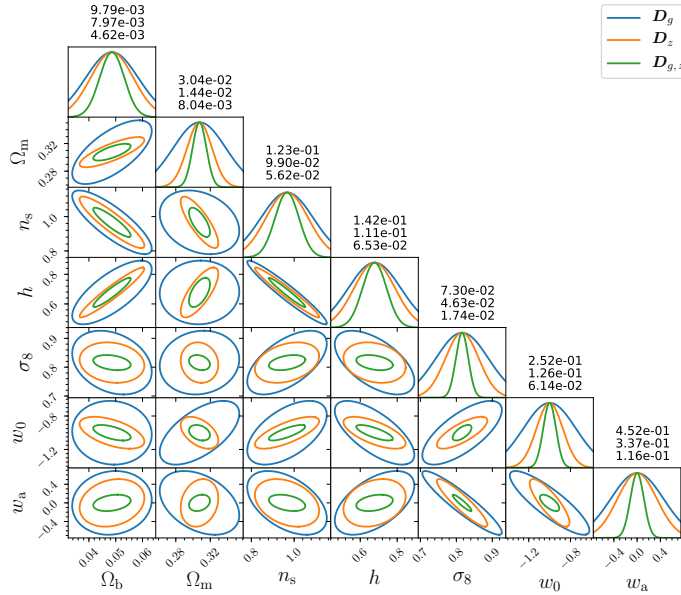 9.79e-03
7.97e-03
4.62e-03
D_g
D_z
D_{g,z}
3.04e-02
1.44e-02
8.04e-03
Ω_m
0.32
0.28
1.23e-01
9.90e-02
5.62e-02
n_s
1.0
0.8
1.42e-01
1.11e-01
6.53e-02
h
0.8
0.6
7.30e-02
4.63e-02
1.74e-02
σ_8
0.9
0.8
0.7
2.52e-01
1.26e-01
6.14e-02
w_0
−0.8
−1.2
4.52e-01
3.37e-01
1.16e-01
w_a
0.4
0.0
−0.4
0.04 0.05 0.06
0.28 0.32
0.8 1.0
0.6 0.8
0.7 0.8 0.9
−1.2 −0.8
−0.4 0.0 0.4
Ω_b Ω_m n_s h σ_8 w_0 w_a